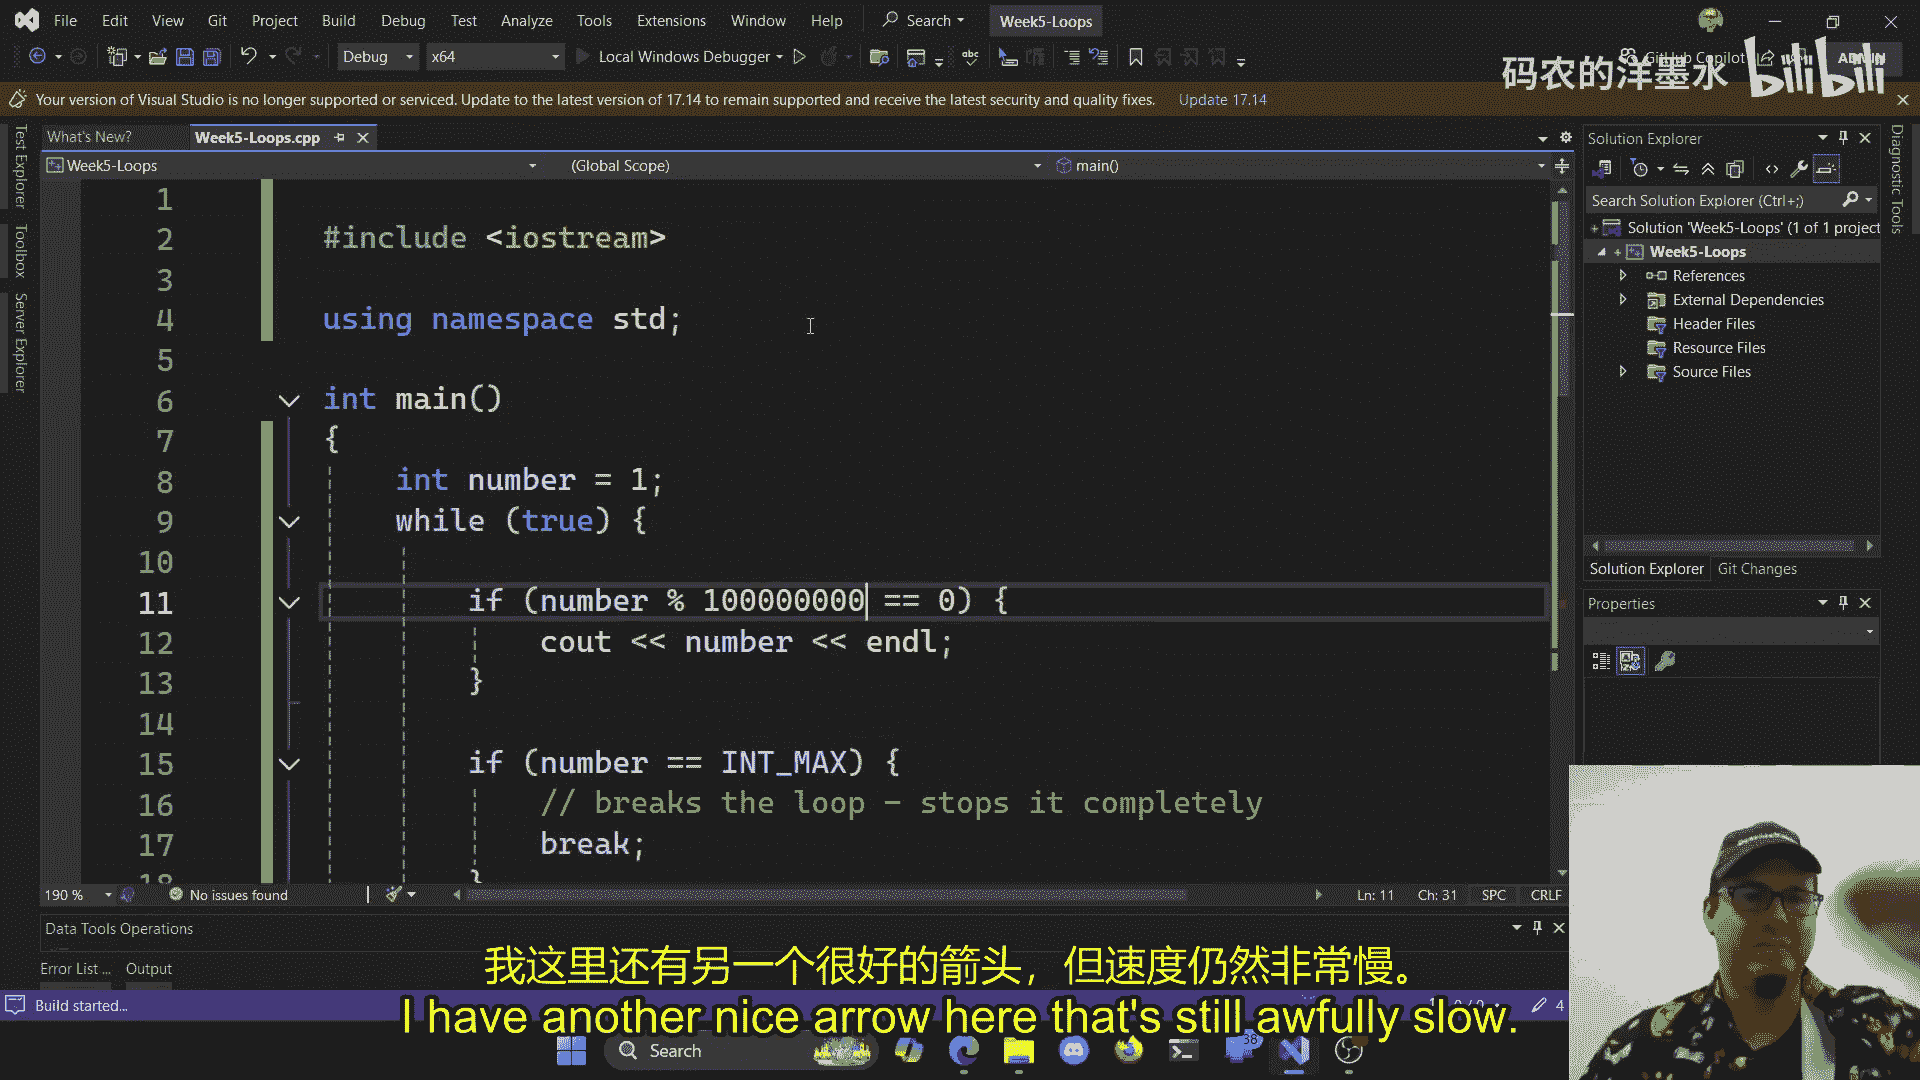 File Edit View Git Project Build Debug Test Analyze Tools Extensions Window Help Search Week5-Loops
Debug x64 Local Windows Debugger GitHub Copilot ADMIN
码农的洋墨水 bilibili
Your version of Visual Studio is no longer supported or serviced. Update to the latest version of 17.14 to remain supported and receive the latest security and quality fixes. Update 17.14
Test Explorer
Toolbox
Server Explorer
What's New? Week5-Loops.cpp
Week5-Loops (Global Scope) main()
1
2 #include <iostream>
3
4 using namespace std;
5
6 int main()
7 {
8 int number = 1;
9 while (true) {
10
11 if (number % 100000000 == 0) {
12 cout << number << endl;
13 }
14
15 if (number == INT_MAX) {
16 // breaks the loop - stops it completely
17 break;
18 }
190 % No issues found Ln: 11 Ch: 31 SPC CRLF
Solution Explorer
Search Solution Explorer (Ctrl+;)
Solution 'Week5-Loops' (1 of 1 project
Week5-Loops
References
External Dependencies
Header Files
Resource Files
Source Files
Solution Explorer Git Changes
Properties
Diagnostic Tools
Data Tools Operations
Error List ... Output
Build started...
4
我这里还有另一个很好的箭头，但速度仍然非常慢。
I have another nice arrow here that's still awfully slow.
Search
38